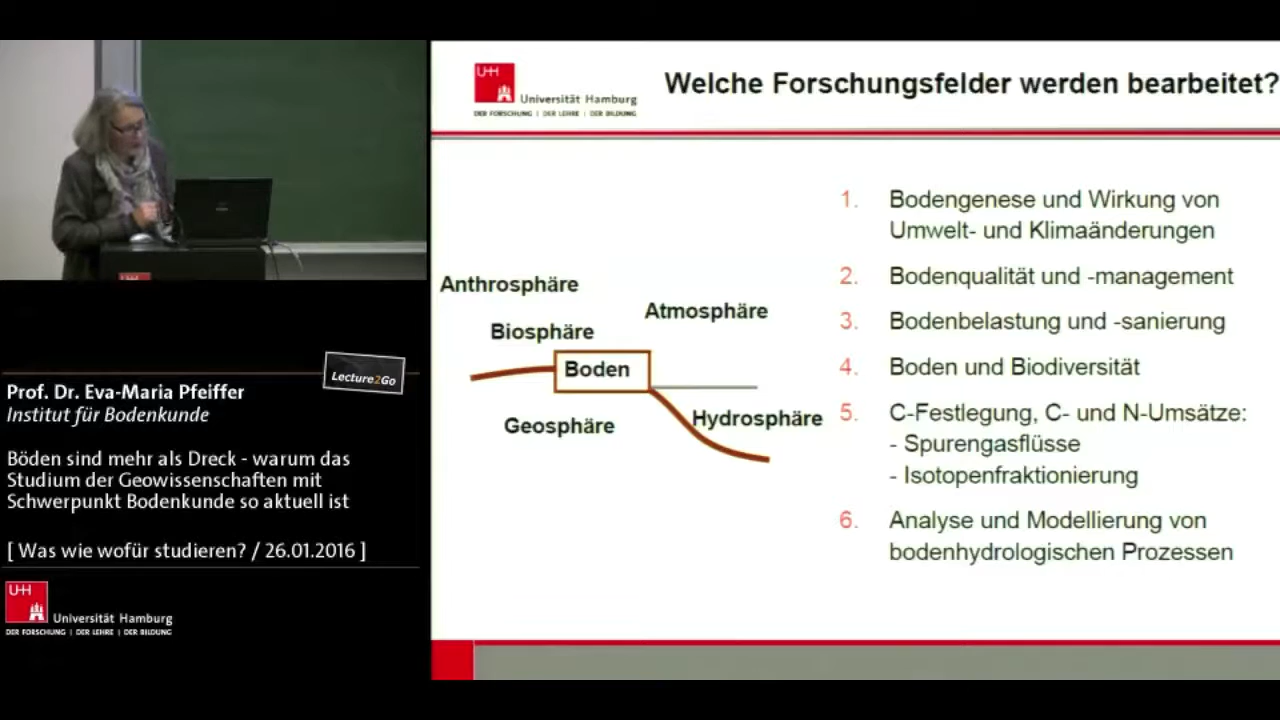 UHH
Universität Hamburg
DER FORSCHUNG | DER LEHRE | DER BILDUNG
Welche Forschungsfelder werden bearbeitet?
Anthrosphäre
Atmosphäre
Biosphäre
Boden
Hydrosphäre
Geosphäre
1. Bodengenese und Wirkung von
Umwelt- und Klimaänderungen
2. Bodenqualität und -management
3. Bodenbelastung und -sanierung
4. Boden und Biodiversität
5. C-Festlegung, C- und N-Umsätze:
- Spurengasflüsse
- Isotopenfraktionierung
6. Analyse und Modellierung von
bodenhydrologischen Prozessen
Lecture2Go
Prof. Dr. Eva-Maria Pfeiffer
Institut für Bodenkunde
Böden sind mehr als Dreck - warum das
Studium der Geowissenschaften mit
Schwerpunkt Bodenkunde so aktuell ist
[ Was wie wofür studieren? / 26.01.2016 ]
UHH
Universität Hamburg
DER FORSCHUNG | DER LEHRE | DER BILDUNG